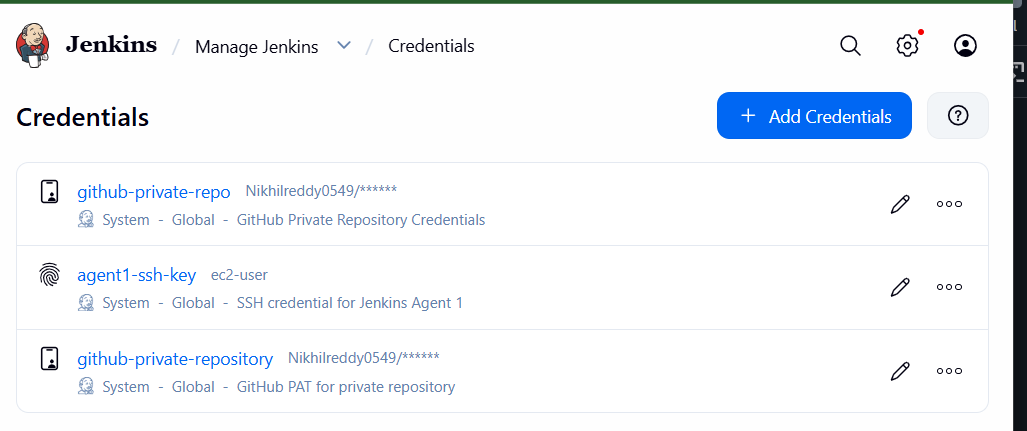 Jenkins / Manage Jenkins / Credentials
Credentials
+ Add Credentials
github-private-repo Nikhilreddy0549/******
System - Global - GitHub Private Repository Credentials
agent1-ssh-key ec2-user
System - Global - SSH credential for Jenkins Agent 1
github-private-repository Nikhilreddy0549/******
System - Global - GitHub PAT for private repository